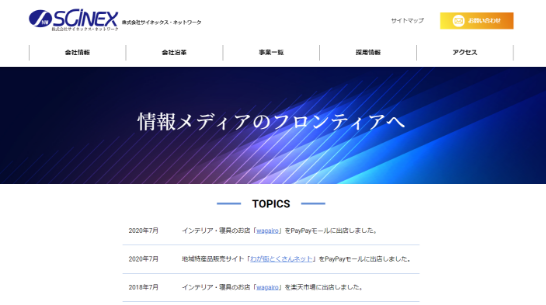 SCINEX
株式会社サイネックス・ネットワーク
株式会社サイネックス・ネットワーク
サイトマップ
お問い合わせ
会社情報
会社沿革
事業一覧
採用情報
アクセス
情報メディアのフロンティアへ
TOPICS
2020年7月 インテリア・寝具のお店「wagairo」をPayPayモールに出店しました。
2020年7月 地域特産品販売サイト「わが街とくさんネット」をPayPayモールに出店しました。
2018年7月 インテリア・寝具のお店「wagairo」を楽天市場に出店しました。